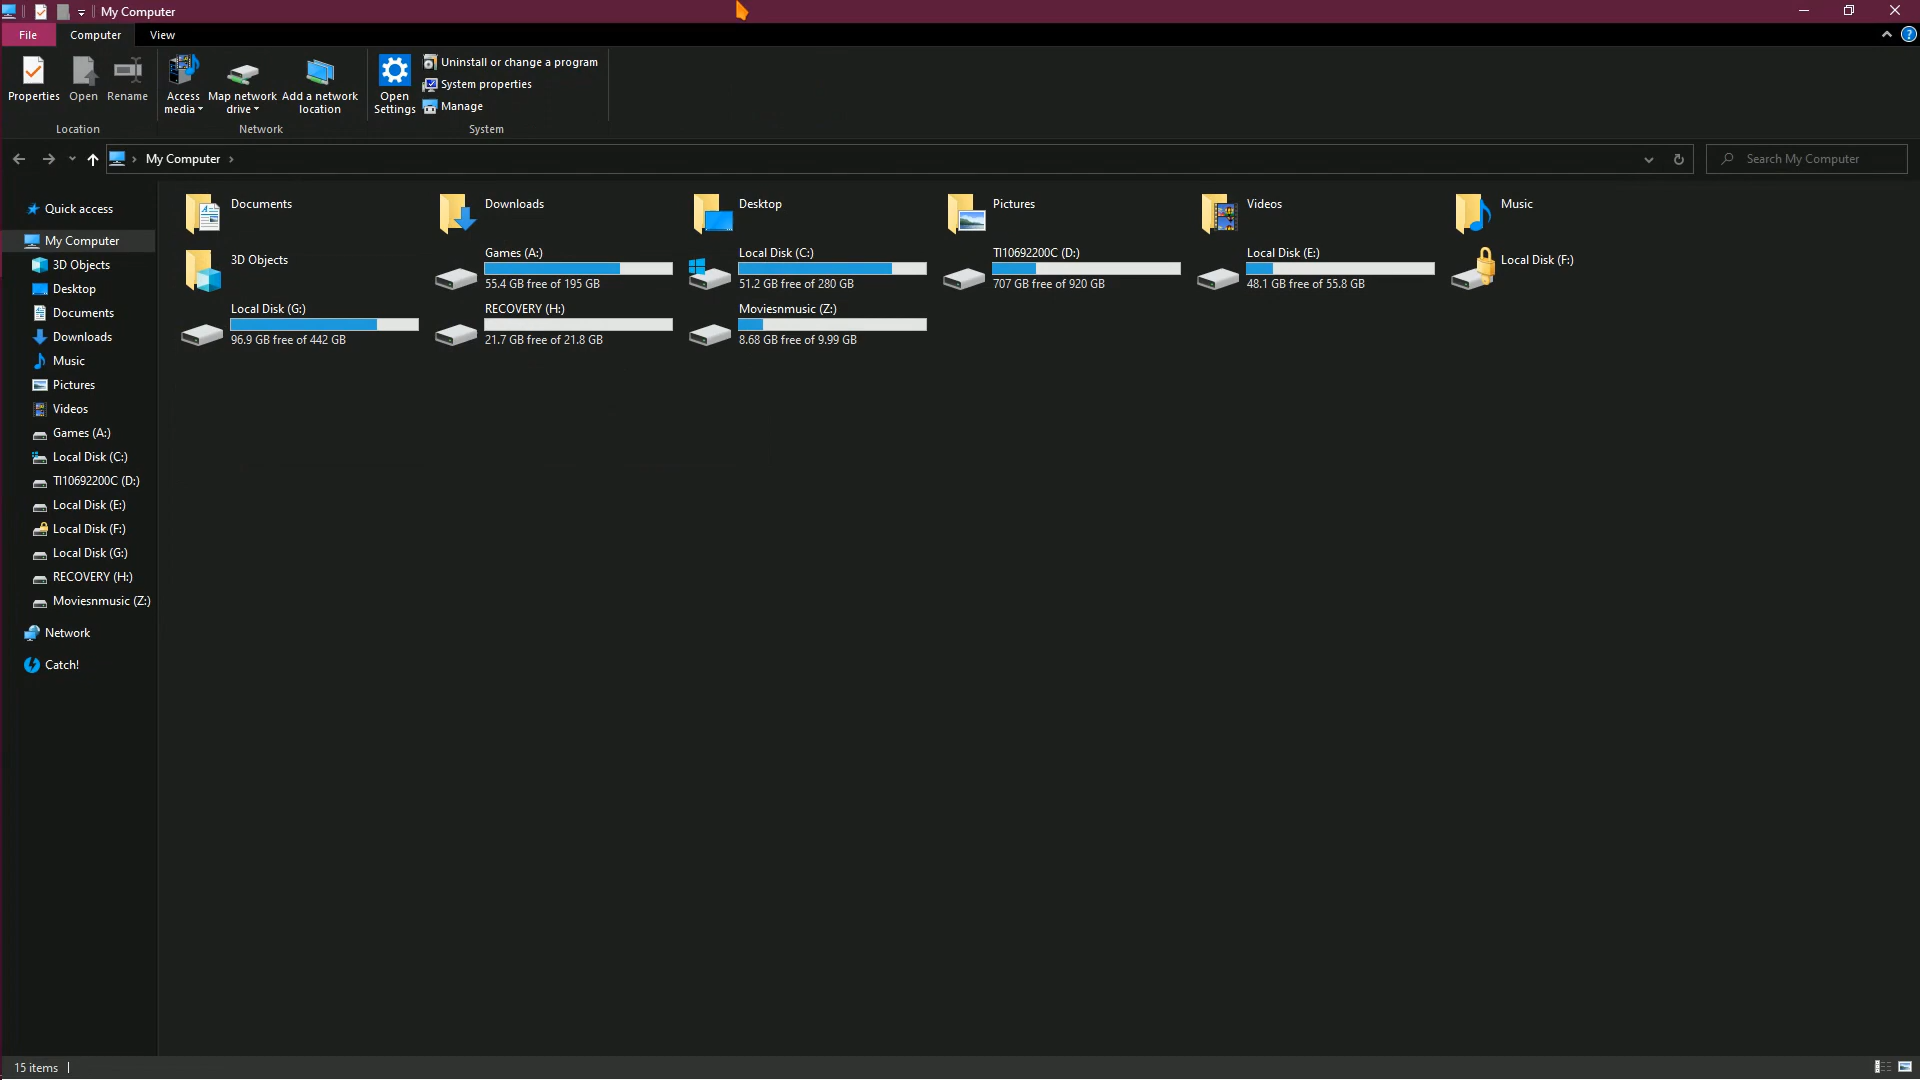 My Computer
File
Computer
View
Properties
Open
Rename
Access media
Map network drive
Add a network location
Open Settings
Uninstall or change a program
System properties
Manage
Location
Network
System
My Computer
Search My Computer
Quick access
My Computer
3D Objects
Desktop
Documents
Downloads
Music
Pictures
Videos
Games (A:)
Local Disk (C:)
TI10692200C (D:)
Local Disk (E:)
Local Disk (F:)
Local Disk (G:)
RECOVERY (H:)
Moviesnmusic (Z:)
Network
Catch!
Documents
Downloads
Desktop
Pictures
Videos
Music
3D Objects
Games (A:)
55.4 GB free of 195 GB
Local Disk (C:)
51.2 GB free of 280 GB
TI10692200C (D:)
707 GB free of 920 GB
Local Disk (E:)
48.1 GB free of 55.8 GB
Local Disk (F:)
Local Disk (G:)
96.9 GB free of 442 GB
RECOVERY (H:)
21.7 GB free of 21.8 GB
Moviesnmusic (Z:)
8.68 GB free of 9.99 GB
15 items